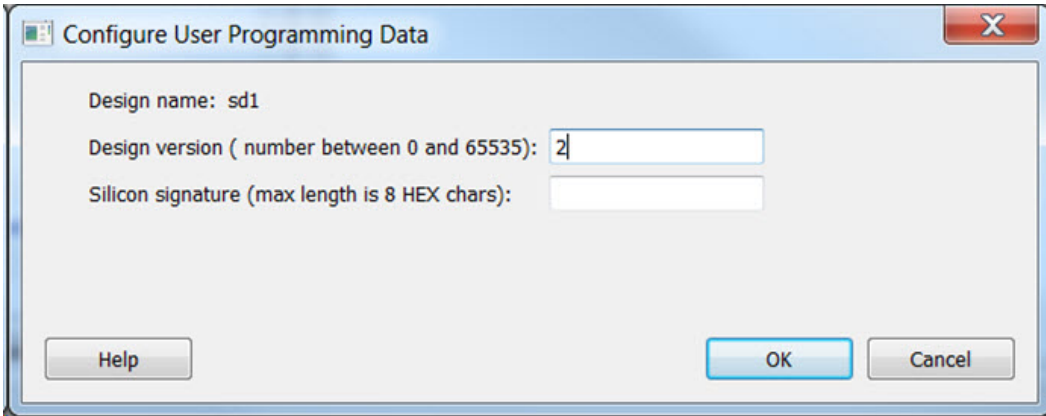 Configure User Programming Data
X
Design name: sd1
Design version ( number between 0 and 65535): 2
Silicon signature (max length is 8 HEX chars):
Help OK Cancel